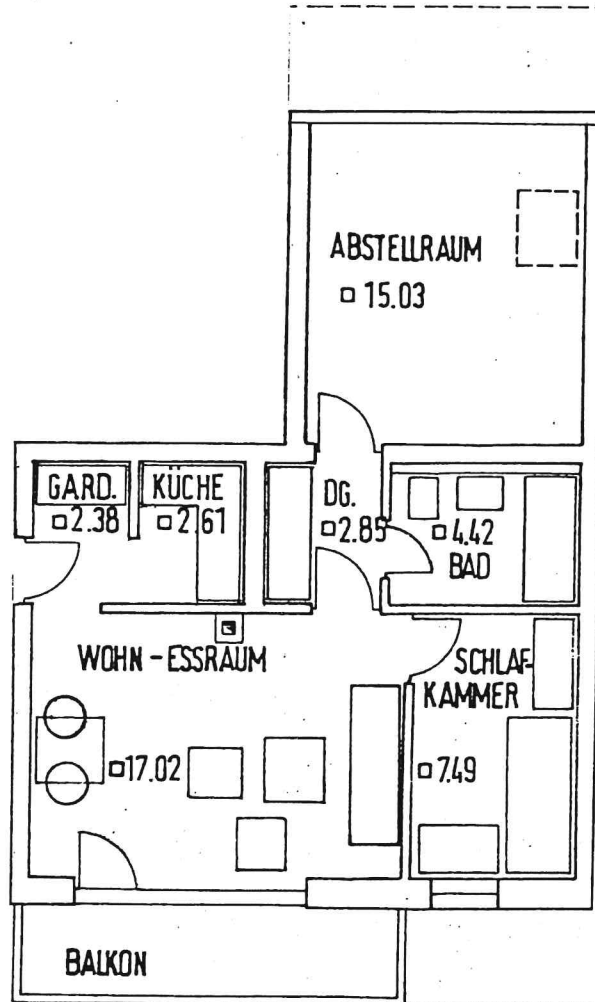 ABSTELLRAUM
□ 15.03
GARD.
□ 2.38
KÜCHE
□ 2.61
DG.
□ 2.85
□ 4.42
BAD
WOHN - ESSRAUM
□ 17.02
SCHLAF-
KAMMER
□ 7.49
BALKON